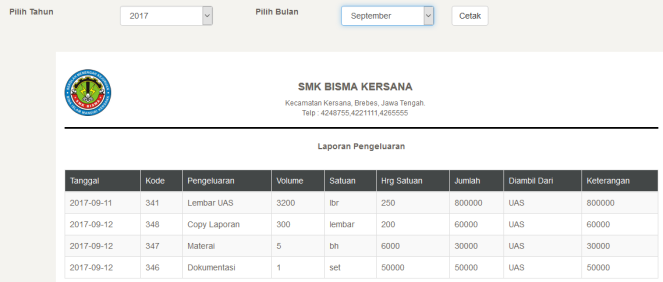 Pilih Tahun 2017 Pilih Bulan September Cetak
SMK BISMA KERSANA
Kecamatan Kersana, Brebes, Jawa Tengah.
Telp : 4248755,4221111,4265555
Laporan Pengeluaran
Tanggal Kode Pengeluaran Volume Satuan Hrg Satuan Jumlah Diambil Dari Keterangan
2017-09-11 341 Lembar UAS 3200 lbr 250 800000 UAS 800000
2017-09-12 348 Copy Laporan 300 lembar 200 60000 UAS 60000
2017-09-12 347 Materai 5 bh 6000 30000 UAS 30000
2017-09-12 346 Dokumentasi 1 set 50000 50000 UAS 50000